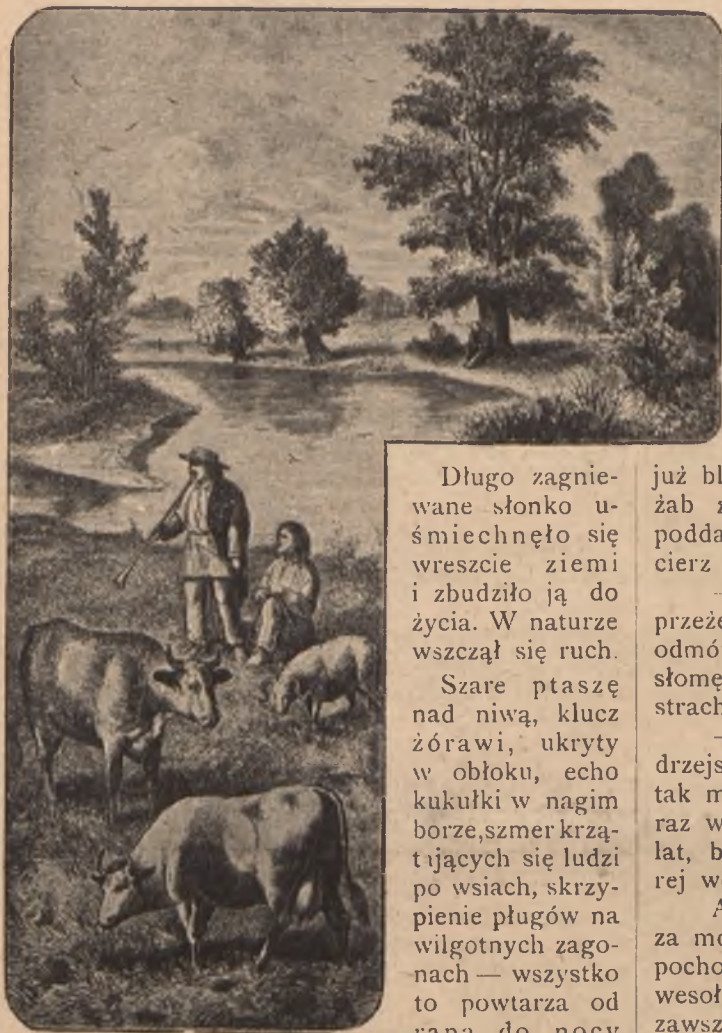 Długo zagnie-
wane słonko u-
śmiechnęło się
wreszcie ziemi
i zbudziło ją do
życia. W naturze
wszczął się ruch.
Szare ptaszę
nad niwą, klucz
żórawi, ukryty
w obłoku, echo
kukułki w nagim
borze, szmer krzą-
tających się ludzi
po wsiach, skrzy-
pienie pługów na
wilgotnych zago-
nach — wszystko
to powtarza od
rana do nocy
już bl
żab z
podda
cierz
—
przeże
odmó
słomę
strach
—
drzejs
tak m
raz w
lat, b
rej w
A
za mo
pocho
wesoł
zawsz